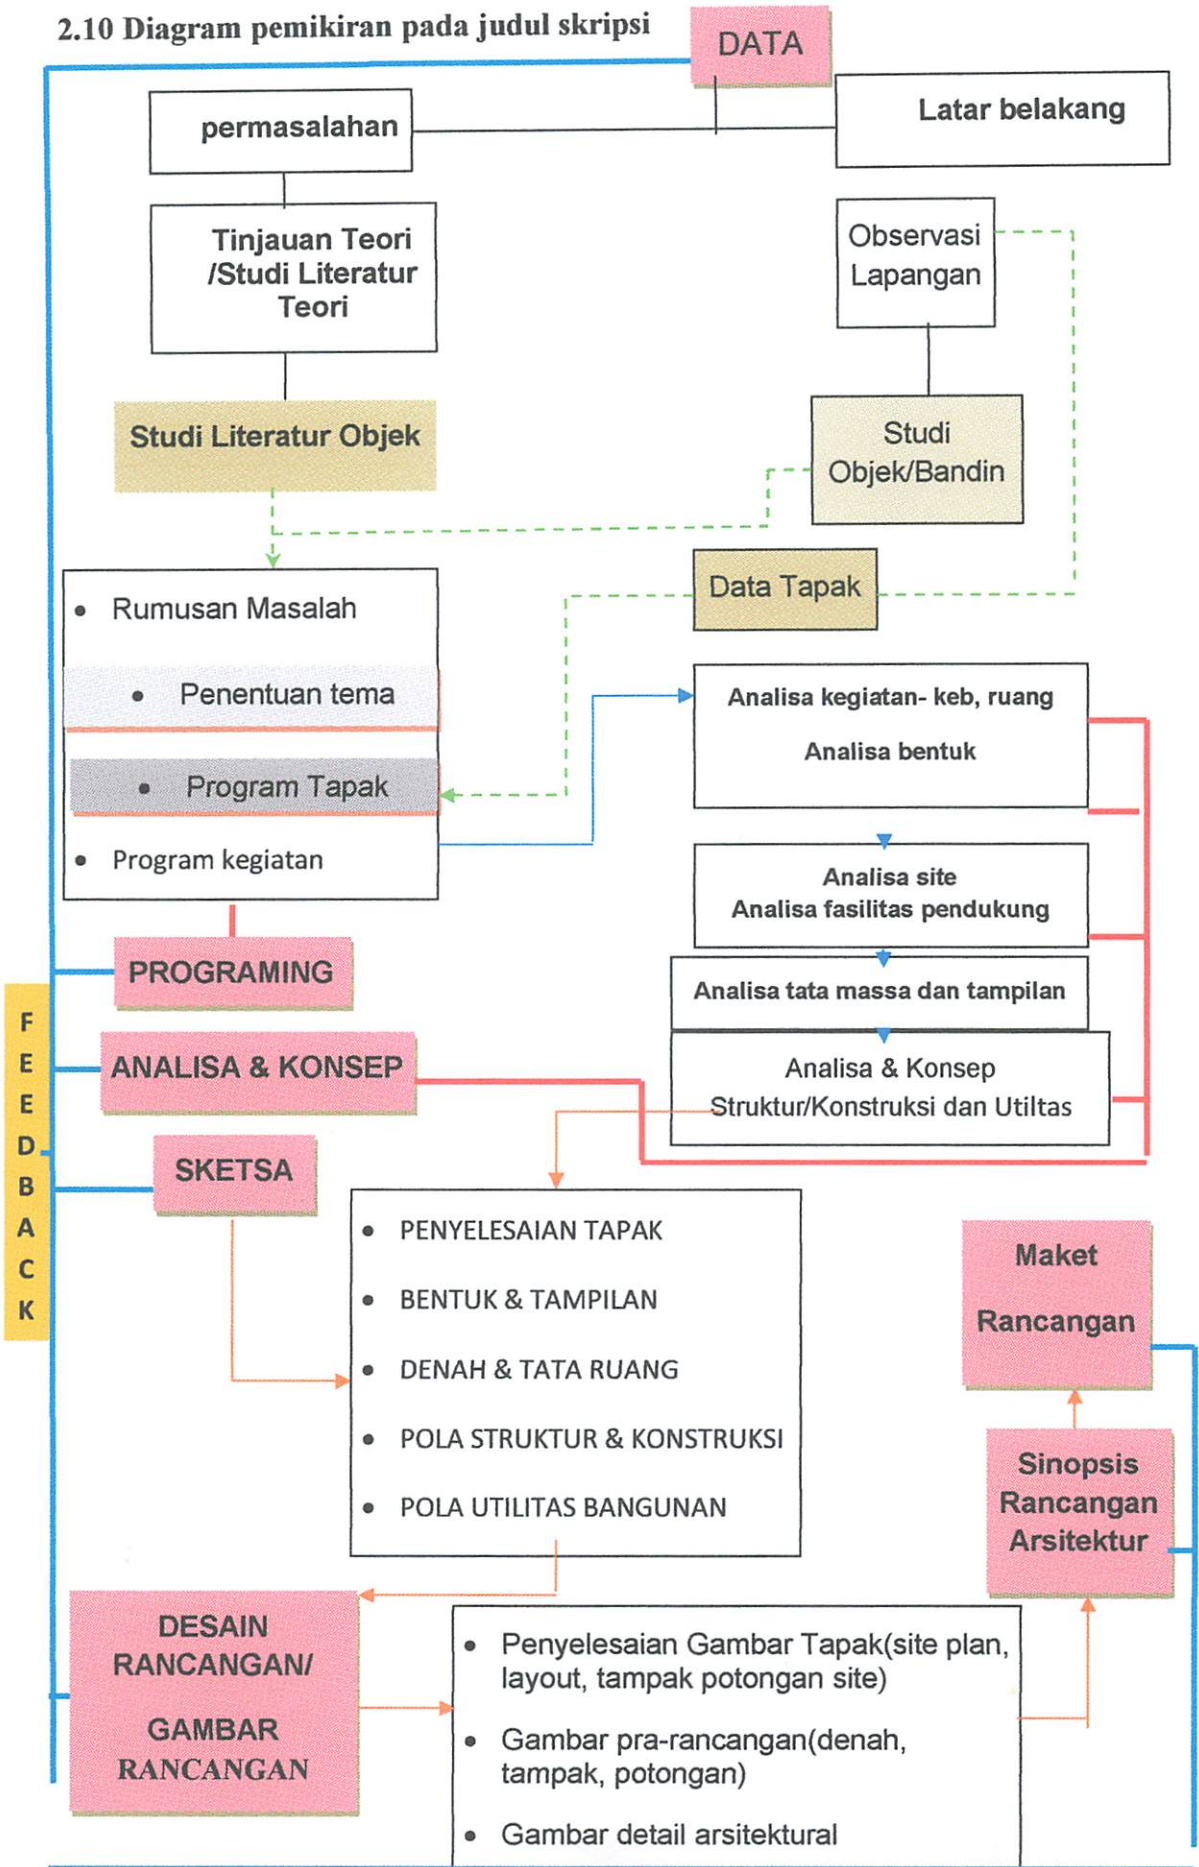 2.10 Diagram pemikiran pada judul skripsi
DATA
permasalahan
Latar belakang
Tinjauan Teori
/Studi Literatur
Teori
Observasi
Lapangan
Studi Literatur Objek
Studi
Objek/Bandin
Data Tapak
• Rumusan Masalah
• Penentuan tema
• Program Tapak
• Program kegiatan
Analisa kegiatan- keb, ruang
Analisa bentuk
Analisa site
Analisa fasilitas pendukung
Analisa tata massa dan tampilan
Analisa & Konsep
Struktur/Konstruksi dan Utiltas
PROGRAMING
ANALISA & KONSEP
SKETSA
F
E
E
D
B
A
C
K
• PENYELESAIAN TAPAK
• BENTUK & TAMPILAN
• DENAH & TATA RUANG
• POLA STRUKTUR & KONSTRUKSI
• POLA UTILITAS BANGUNAN
Maket
Rancangan
Sinopsis
Rancangan
Arsitektur
DESAIN
RANCANGAN/
GAMBAR
RANCANGAN
• Penyelesaian Gambar Tapak(site plan,
layout, tampak potongan site)
• Gambar pra-rancangan(denah,
tampak, potongan)
• Gambar detail arsitektural